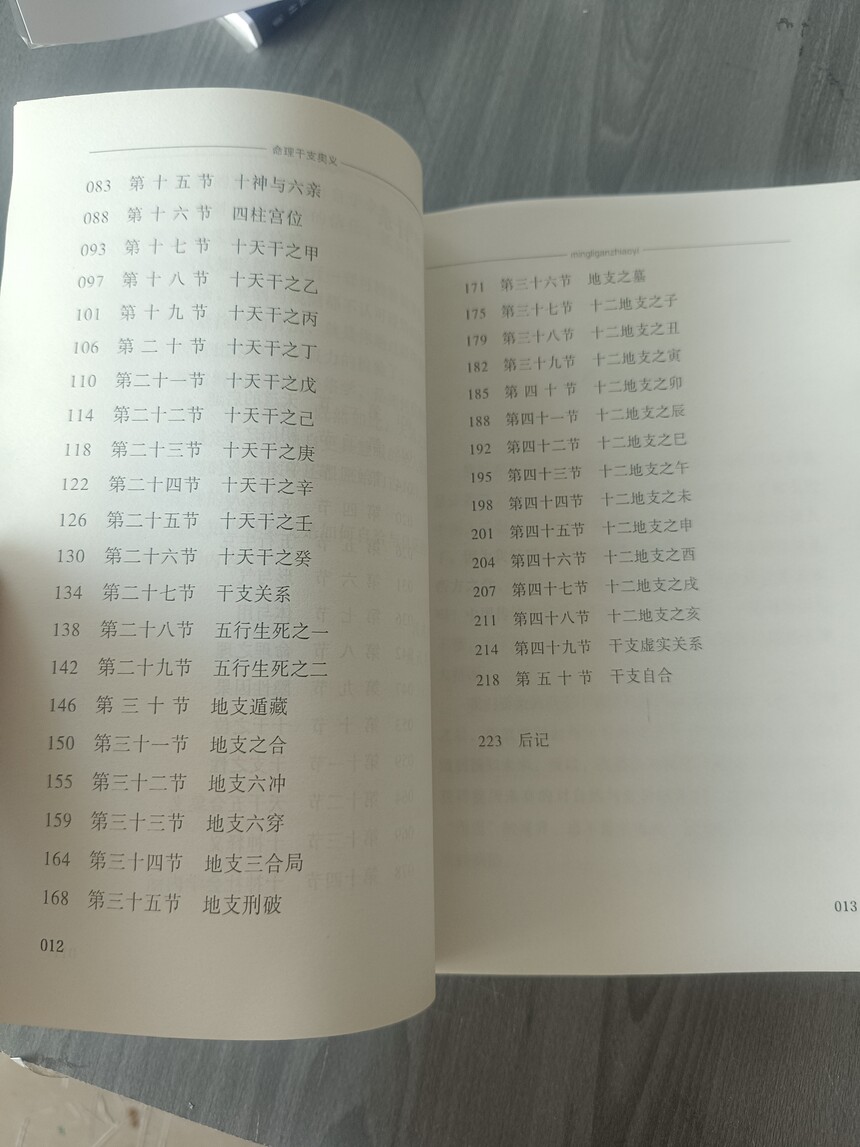 命理干支奥义
083 第十五节 十神与六亲
088 第十六节 四柱宫位
093 第十七节 十天干之甲
097 第十八节 十天干之乙
101 第十九节 十天干之丙
106 第二十节 十天干之丁
110 第二十一节 十天干之戊
114 第二十二节 十天干之己
118 第二十三节 十天干之庚
122 第二十四节 十天干之辛
126 第二十五节 十天干之壬
130 第二十六节 十天干之癸
134 第二十七节 干支关系
138 第二十八节 五行生死之一
142 第二十九节 五行生死之二
146 第三十节 地支遁藏
150 第三十一节 地支之合
155 第三十二节 地支六冲
159 第三十三节 地支六穿
164 第三十四节 地支三合局
168 第三十五节 地支刑破
012
mingliganzhiaoyi
171 第三十六节 地支之墓
175 第三十七节 十二地支之子
179 第三十八节 十二地支之丑
182 第三十九节 十二地支之寅
185 第四十节 十二地支之卯
188 第四十一节 十二地支之辰
192 第四十二节 十二地支之巳
195 第四十三节 十二地支之午
198 第四十四节 十二地支之未
201 第四十五节 十二地支之申
204 第四十六节 十二地支之酉
207 第四十七节 十二地支之戌
211 第四十八节 十二地支之亥
214 第四十九节 干支虚实关系
218 第五十节 干支自合
223 后记
013